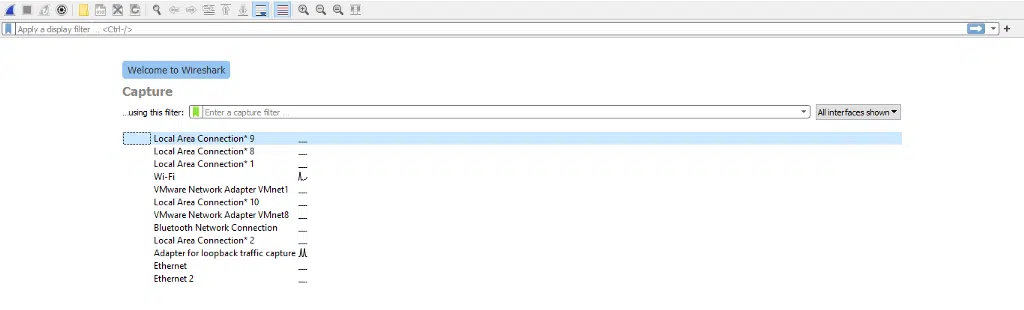 Apply a display filter ... <Ctrl-/>
+
Welcome to Wireshark
Capture
...using this filter: Enter a capture filter ... All interfaces shown
Local Area Connection* 9
Local Area Connection* 8
Local Area Connection* 1
Wi-Fi
VMware Network Adapter VMnet1
Local Area Connection* 10
VMware Network Adapter VMnet8
Bluetooth Network Connection
Local Area Connection* 2
Adapter for loopback traffic capture
Ethernet
Ethernet 2